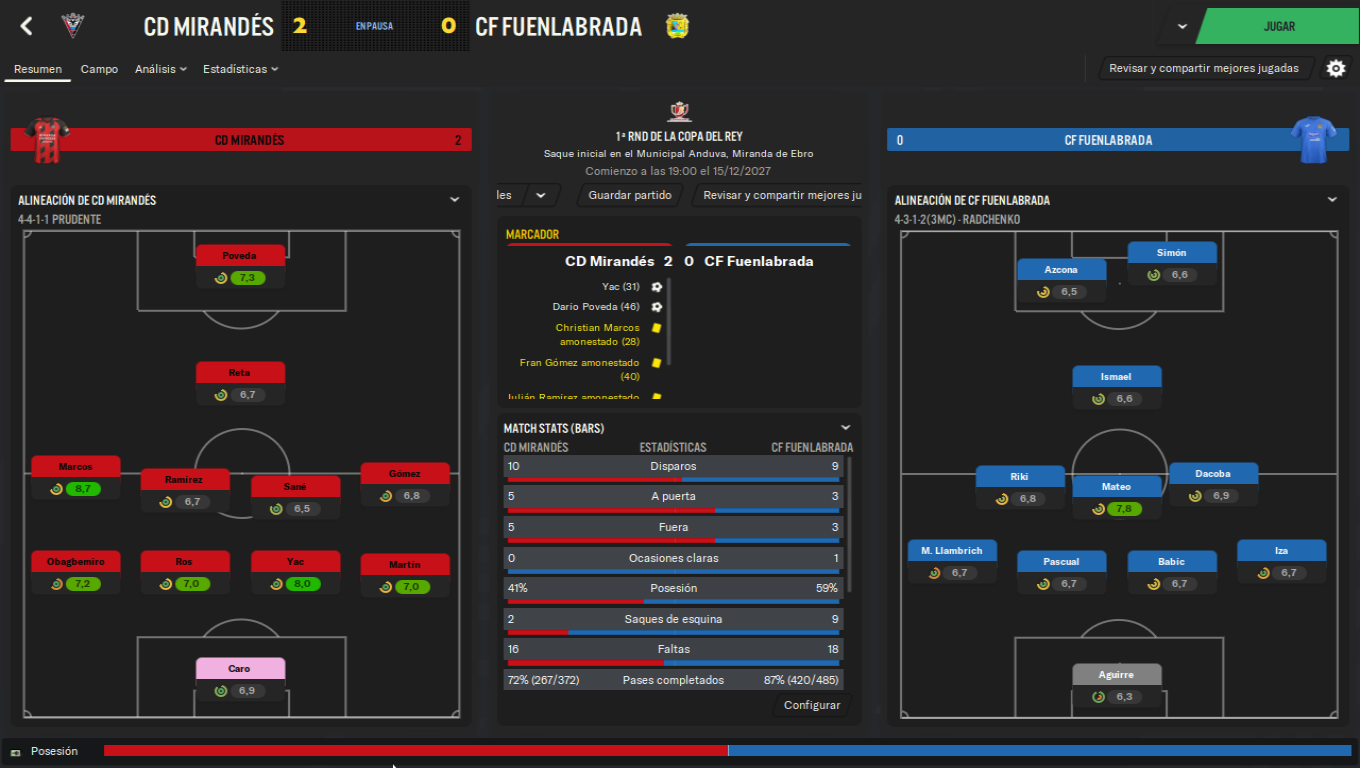 CD MIRANDÉS 2 EN PAUSA 0 CF FUENLABRADA
JUGAR
Resumen Campo Análisis Estadísticas
Revisar y compartir mejores jugadas
CD MIRANDÉS 2
ALINEACIÓN DE CD MIRANDÉS
4-4-1-1 PRUDENTE
Poveda
7,3
Reta
6,7
Marcos
8,7
Ramírez
6,7
Sané
6,5
Gómez
6,8
Obagbemiro
7,2
Ros
7,0
Yac
8,0
Martín
7,0
Caro
6,9
1ª RND DE LA COPA DEL REY
Saque inicial en el Municipal Anduva, Miranda de Ebro
Comienzo a las 19:00 el 15/12/2027
les
Guardar partido
Revisar y compartir mejores ju
MARCADOR
CD Mirandés 2 0 CF Fuenlabrada
Yac (31)
Darío Poveda (46)
Christian Marcos
amonestado (28)
Fran Gómez amonestado
(40)
Julián Ramírez amonestado
MATCH STATS (BARS)
CD MIRANDÉS ESTADÍSTICAS CF FUENLABRADA
10 Disparos 9
5 A puerta 3
5 Fuera 3
0 Ocasiones claras 1
41% Posesión 59%
2 Saques de esquina 9
16 Faltas 18
72% (267/372) Pases completados 87% (420/485)
Configurar
0 CF FUENLABRADA
ALINEACIÓN DE CF FUENLABRADA
4-3-1-2(3MC) - RADCHENKO
Azcona
6,5
Simón
6,6
Ismael
6,6
Riki
6,8
Mateo
7,8
Dacoba
6,9
M. Llambrich
6,7
Pascual
6,7
Babic
6,7
Iza
6,7
Aguirre
6,3
Posesión